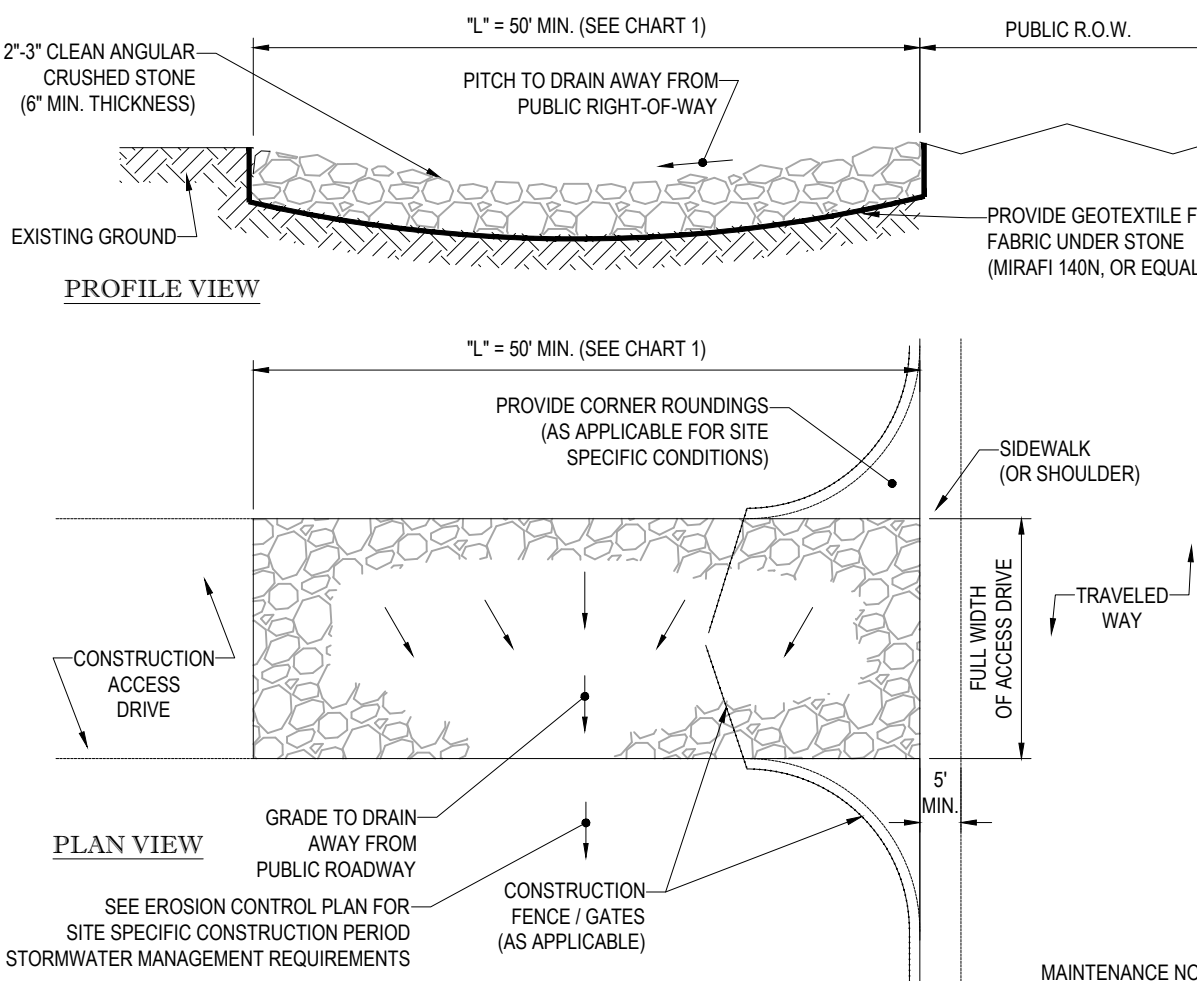 "L" = 50' MIN. (SEE CHART 1)
PUBLIC R.O.W.
2"-3" CLEAN ANGULAR
CRUSHED STONE
(6" MIN. THICKNESS)
PITCH TO DRAIN AWAY FROM
PUBLIC RIGHT-OF-WAY
EXISTING GROUND
PROVIDE GEOTEXTILE F
FABRIC UNDER STONE
(MIRAFI 140N, OR EQUAL
PROFILE VIEW
"L" = 50' MIN. (SEE CHART 1)
PROVIDE CORNER ROUNDINGS
(AS APPLICABLE FOR SITE
SPECIFIC CONDITIONS)
SIDEWALK
(OR SHOULDER)
FULL WIDTH
OF ACCESS DRIVE
TRAVELED
WAY
CONSTRUCTION
ACCESS
DRIVE
5'
MIN.
GRADE TO DRAIN
AWAY FROM
PUBLIC ROADWAY
PLAN VIEW
CONSTRUCTION
FENCE / GATES
(AS APPLICABLE)
SEE EROSION CONTROL PLAN FOR
SITE SPECIFIC CONSTRUCTION PERIOD
STORMWATER MANAGEMENT REQUIREMENTS
MAINTENANCE NO